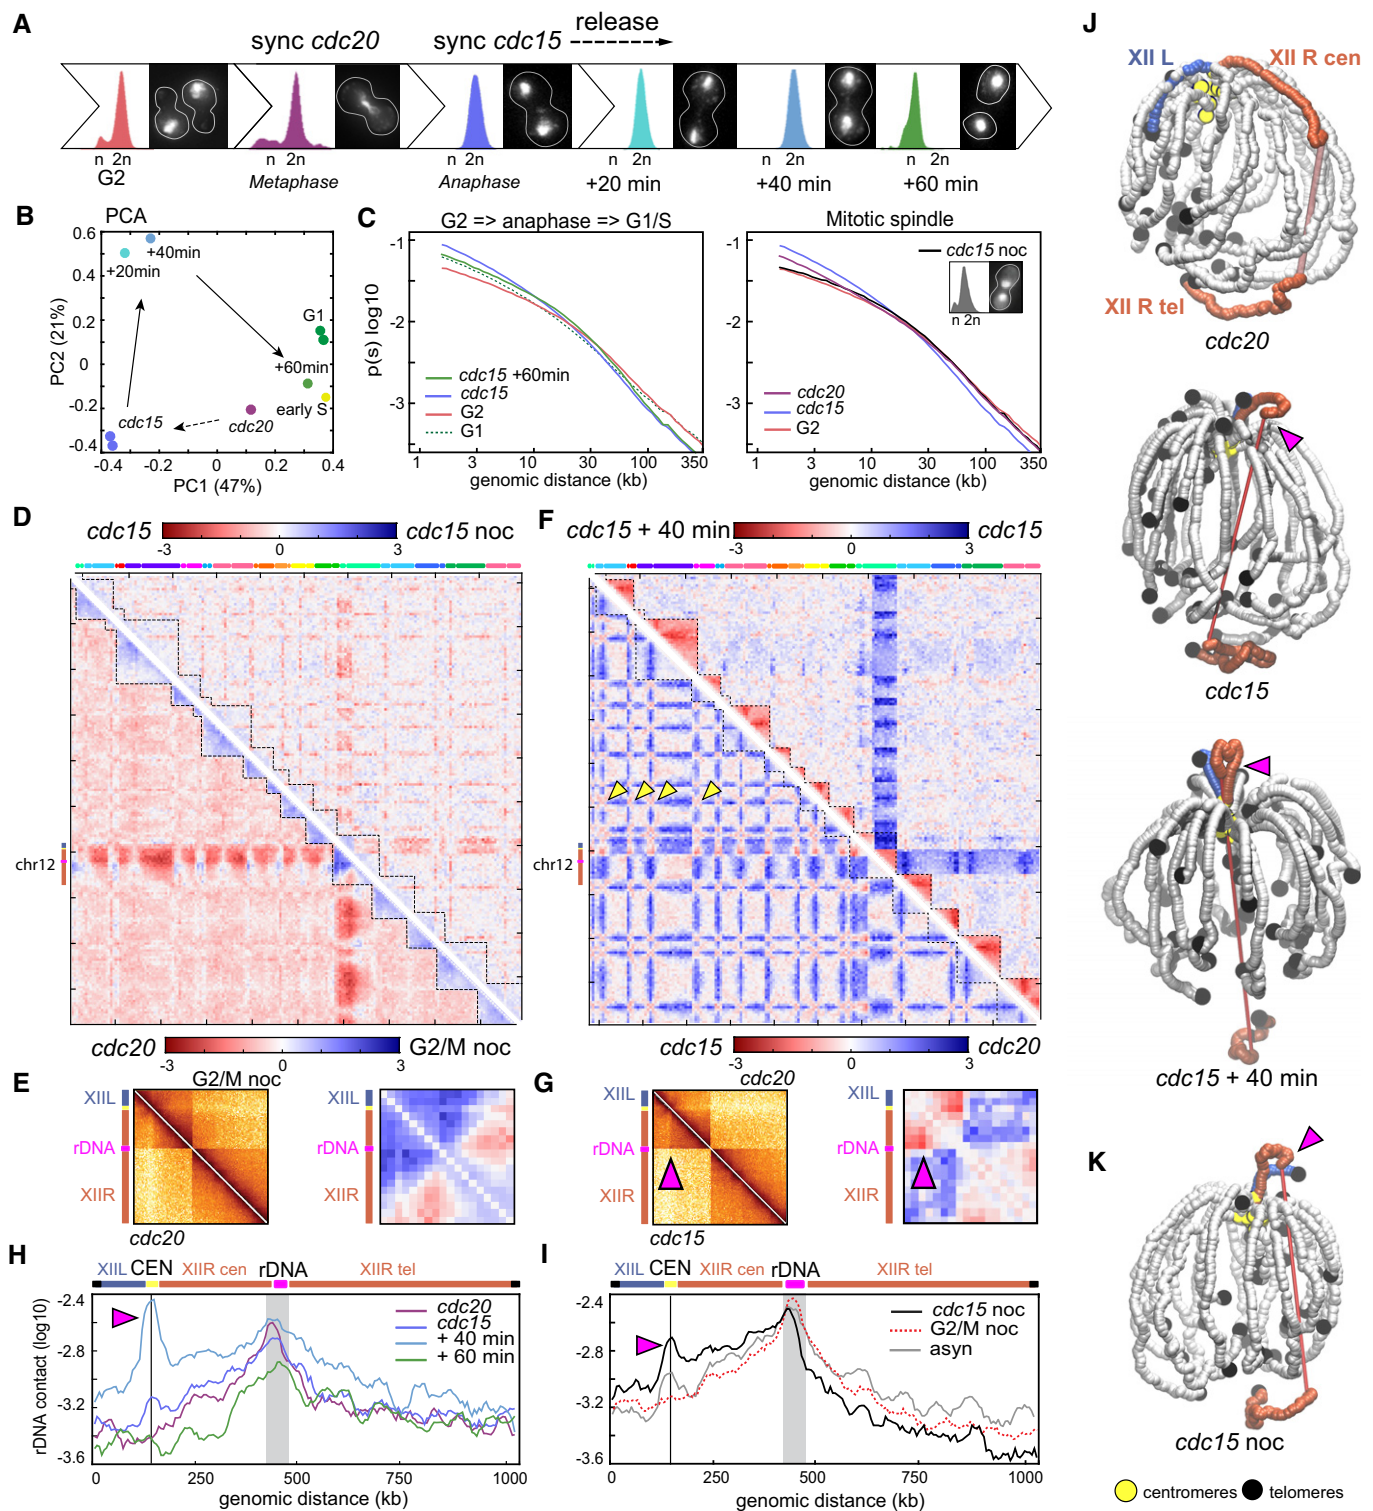 A
sync cdc20
sync cdc15
release
n 2n
G2
n 2n
Metaphase
n 2n
Anaphase
n 2n
+20 min
n 2n
+40 min
n 2n
+60 min
B
PCA
0.6
0.4
0.2
0
-0.2
-0.4
PC2 (21%)
+40min
+20min
G1
+60min
early S
cdc15
cdc20
-0.4
-0.2
0
0.2
0.4
PC1 (47%)
C
G2 => anaphase => G1/S
-1
-2
-3
p(s) log10
cdc15 +60min
cdc15
G2
G1
1
3
10
30
100
350
genomic distance (kb)
Mitotic spindle
-1
-2
-3
cdc15 noc
n 2n
cdc20
cdc15
G2
1
3
10
30
100
350
genomic distance (kb)
D
cdc15
-3
0
3
cdc15 noc
chr12
cdc20
-3
0
3
G2/M noc
E
G2/M noc
XIIL
rDNA
XIIR
cdc20
XIIL
rDNA
XIIR
F
cdc15 + 40 min
-3
0
3
cdc15
chr12
cdc15
-3
0
3
cdc20
G
cdc20
XIIL
rDNA
XIIR
cdc15
XIIL
rDNA
XIIR
H
XIIL
CEN
XIIR cen
rDNA
XIIR tel
-2.4
-2.8
-3.2
-3.6
rDNA contact (log10)
cdc20
cdc15
+ 40 min
+ 60 min
0
250
500
750
1000
genomic distance (kb)
I
XIIL
CEN
XIIR cen
rDNA
XIIR tel
-2.4
-2.8
-3.2
-3.6
cdc15 noc
G2/M noc
asyn
0
250
500
750
1000
genomic distance (kb)
J
XII L
XII R cen
XII R tel
cdc20
cdc15
cdc15 + 40 min
K
cdc15 noc
centromeres
telomeres